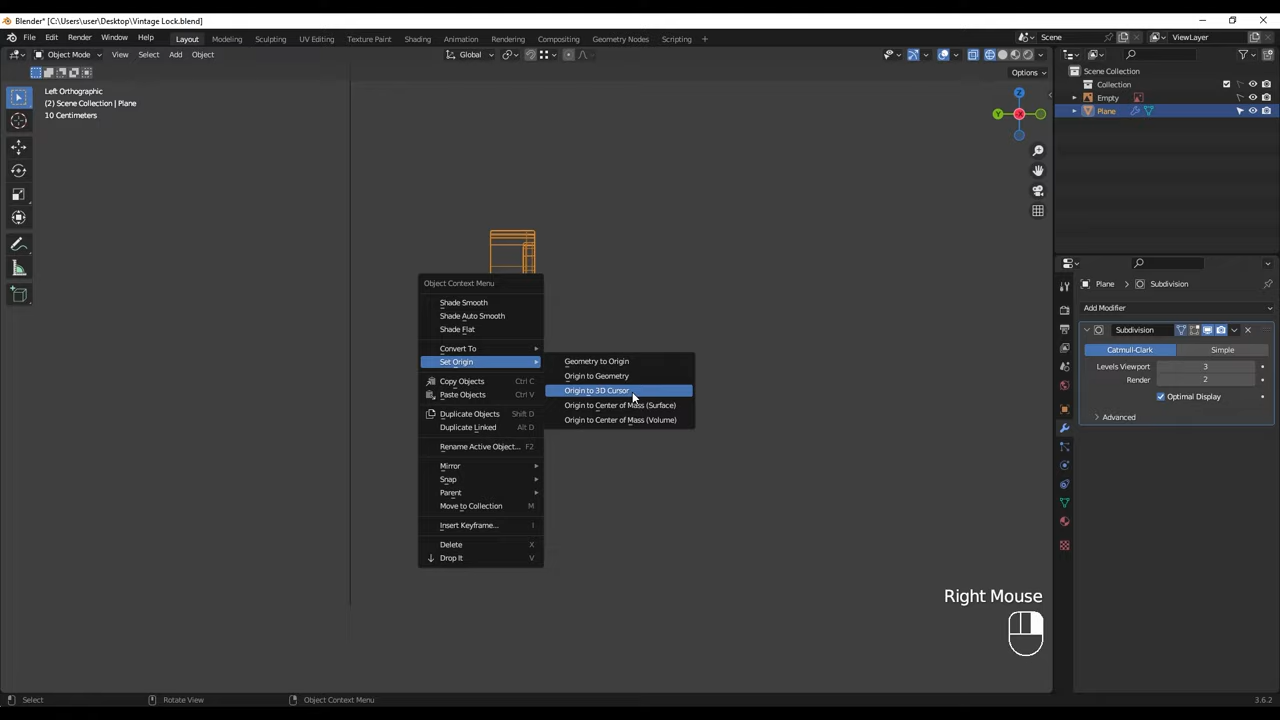 Blender* [C:\Users\user\Desktop\Vintage Lock.blend]
File Edit Render Window Help Layout Modeling Sculpting UV Editing Texture Paint Shading Animation Rendering Compositing Geometry Nodes Scripting + Scene ViewLayer
Object Mode View Select Add Object Global
Options
Left Orthographic
(2) Scene Collection | Plane
10 Centimeters
Z
Y
X
Scene Collection
Collection
Empty
Plane
Plane > Subdivision
Add Modifier
Subdivision
Catmull-Clark Simple
Levels Viewport 3
Render 2
Optimal Display
Advanced
Object Context Menu
Shade Smooth
Shade Auto Smooth
Shade Flat
Convert To
Set Origin
Copy Objects Ctrl C
Paste Objects Ctrl V
Duplicate Objects Shift D
Duplicate Linked Alt D
Rename Active Object... F2
Mirror
Snap
Parent
Move to Collection M
Insert Keyframe... I
Delete X
Drop It V
Geometry to Origin
Origin to Geometry
Origin to 3D Cursor
Origin to Center of Mass (Surface)
Origin to Center of Mass (Volume)
Right Mouse
Select Rotate View Object Context Menu 3.6.2